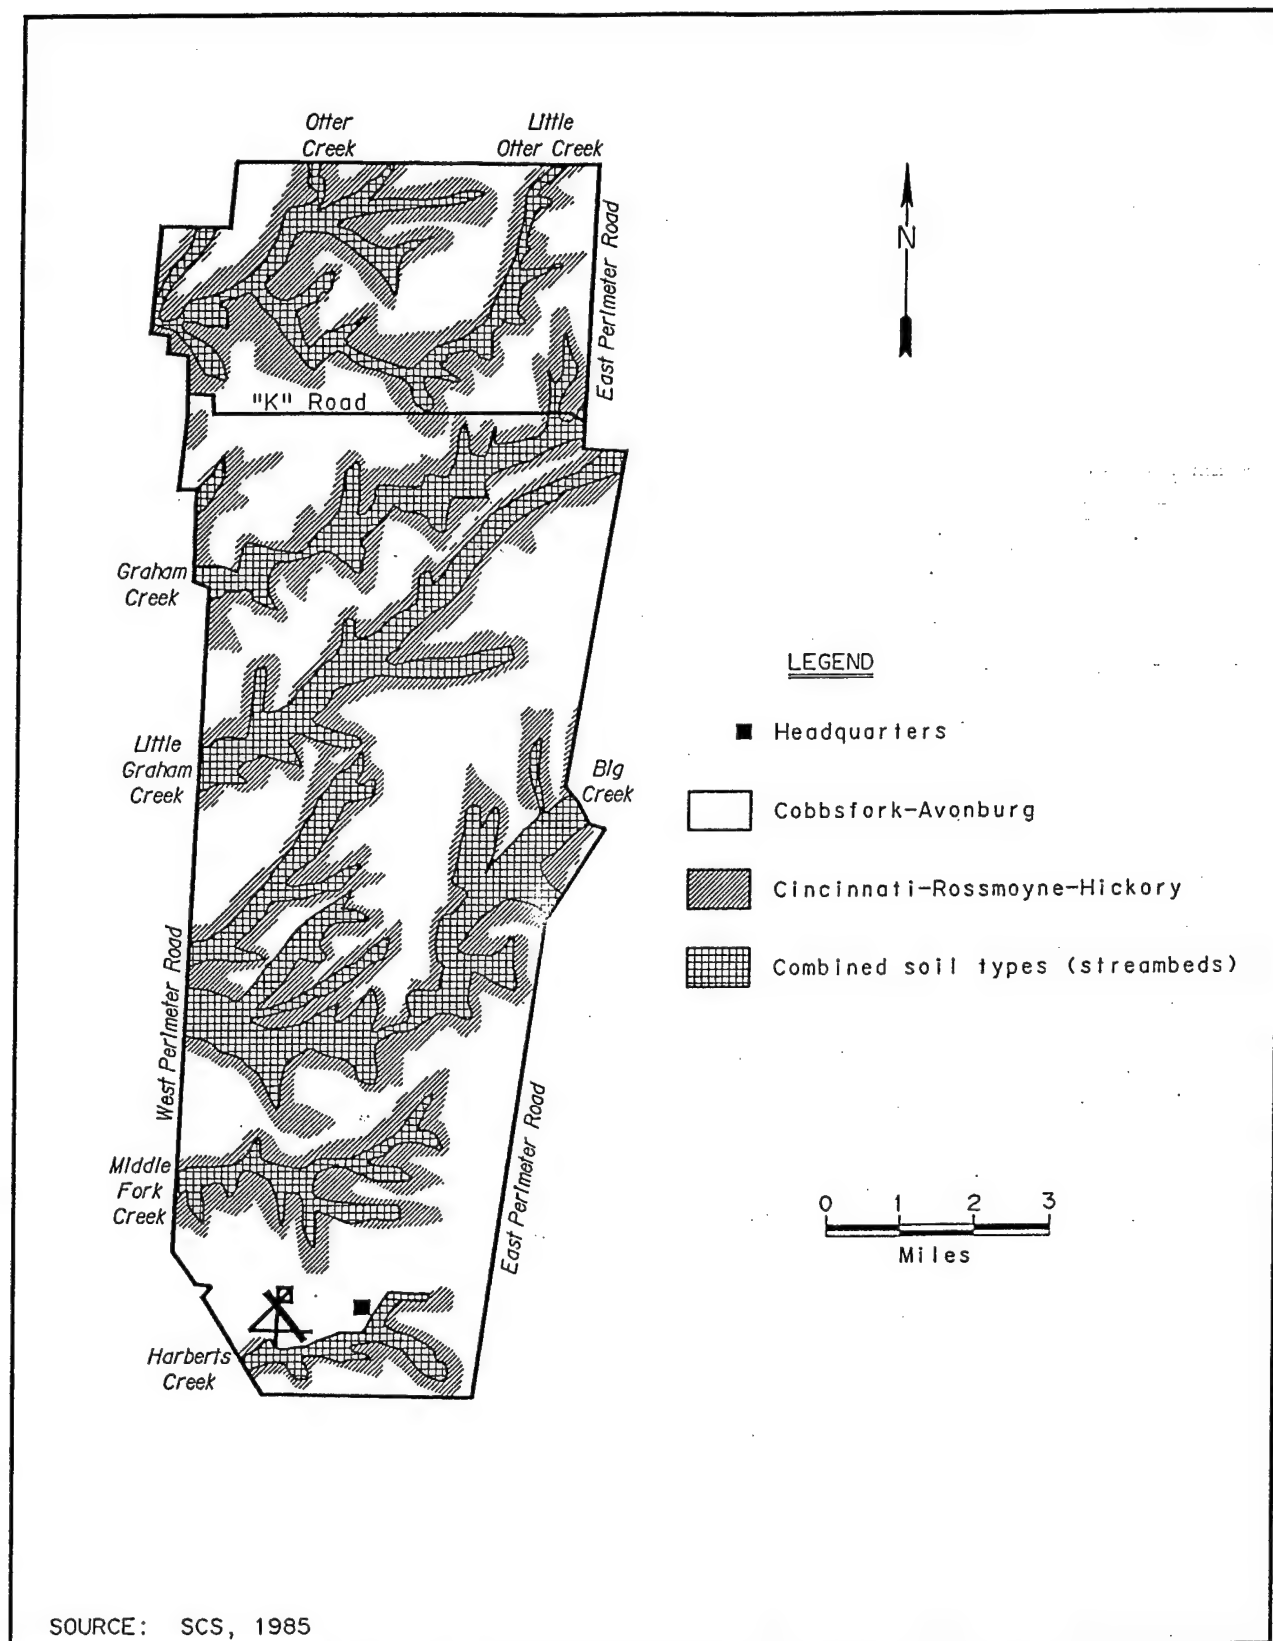 Otter
Creek
Little
Otter Creek
East Perimeter Road
N
"K" Road
Graham
Creek
LEGEND
Headquarters
Little
Graham
Creek
Big
Creek
Cobbsfork-Avonburg
Cincinnati-Rossmoyne-Hickory
West Perimeter Road
Combined soil types (streambeds)
East Perimeter Road
Middle
Fork
Creek
0 1 2 3
Miles
Harberts
Creek
SOURCE: SCS, 1985